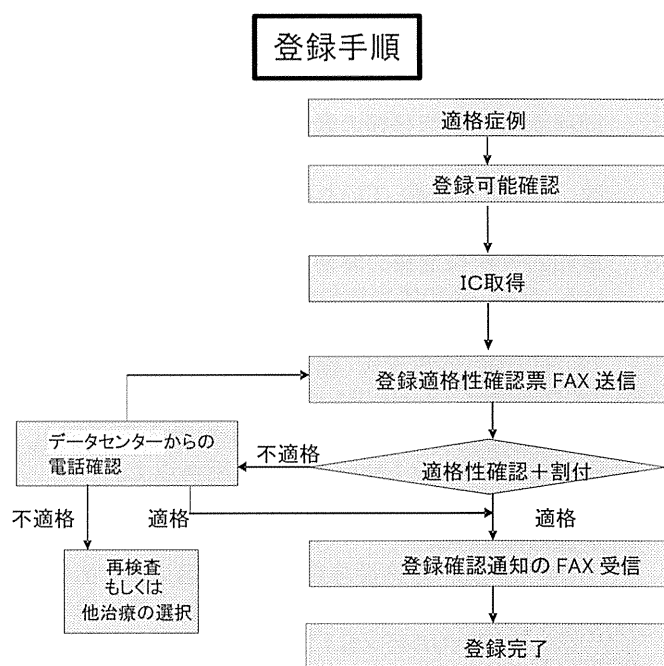 登録手順
適格症例
登録可能確認
IC取得
登録適格性確認票 FAX 送信
データセンターからの
電話確認
不適格
適格性確認＋割付
不適格
適格
適格
再検査
もしくは
他治療の選択
登録確認通知の FAX 受信
登録完了